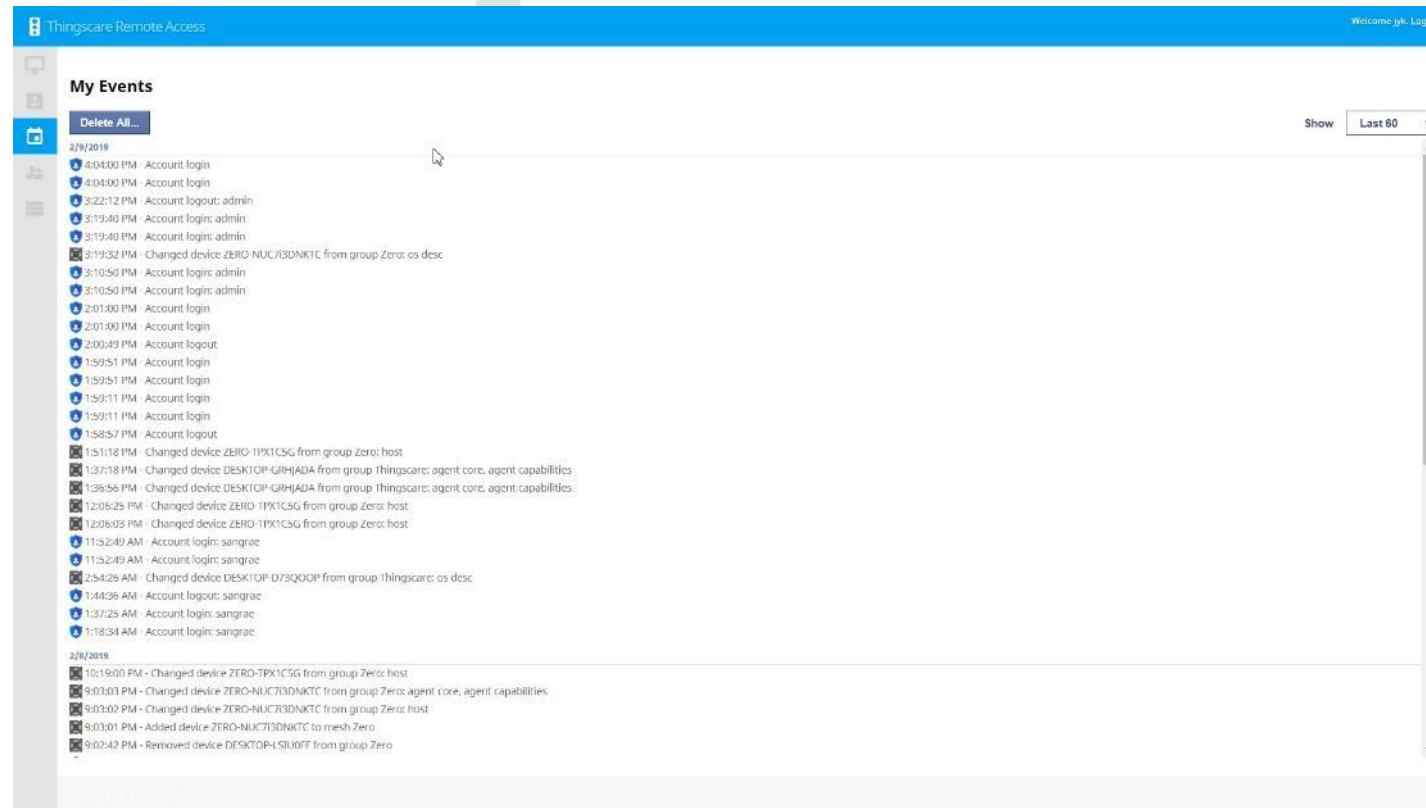 Thingscare Remote Access
Welcome jyk. Log
My Events
Delete All...
Show Last 60
2/9/2019
4:04:00 PM - Account login
4:04:00 PM - Account login
3:22:12 PM - Account logout: admin
3:19:40 PM - Account login: admin
3:19:40 PM - Account login: admin
3:19:32 PM - Changed device ZERO-NUC7i3DNKTC from group Zero: os desc
3:10:50 PM - Account login: admin
3:10:50 PM - Account login: admin
2:01:00 PM - Account login
2:01:00 PM - Account login
2:00:49 PM - Account logout
1:59:51 PM - Account login
1:59:51 PM - Account login
1:59:11 PM - Account login
1:59:11 PM - Account login
1:58:57 PM - Account logout
1:51:18 PM - Changed device ZERO-TPX1C5G from group Zero: host
1:37:18 PM - Changed device DESKTOP-GRHJADA from group Thingscare: agent core, agent capabilities
1:36:56 PM - Changed device DESKTOP-GRHJADA from group Thingscare: agent core, agent capabilities
12:06:25 PM - Changed device ZERO-TPX1C5G from group Zero: host
12:06:03 PM - Changed device ZERO-TPX1C5G from group Zero: host
11:52:49 AM - Account login: sangrae
11:52:49 AM - Account login: sangrae
2:54:26 AM - Changed device DESKTOP-D73QOOP from group Thingscare: os desc
1:44:36 AM - Account logout: sangrae
1:37:25 AM - Account login: sangrae
1:18:34 AM - Account login: sangrae
2/8/2019
10:19:00 PM - Changed device ZERO-TPX1C5G from group Zero: host
9:03:03 PM - Changed device ZERO-NUC7i3DNKTC from group Zero: agent core, agent capabilities
9:03:02 PM - Changed device ZERO-NUC7i3DNKTC from group Zero: host
9:03:01 PM - Added device ZERO-NUC7i3DNKTC to mesh Zero
9:02:42 PM - Removed device DESKTOP-LSIU0FF from group Zero